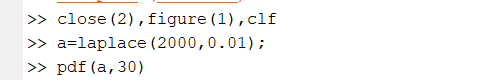 >> close(2),figure(1),clf
>> a=laplace(2000,0.01);
>> pdf(a,30)